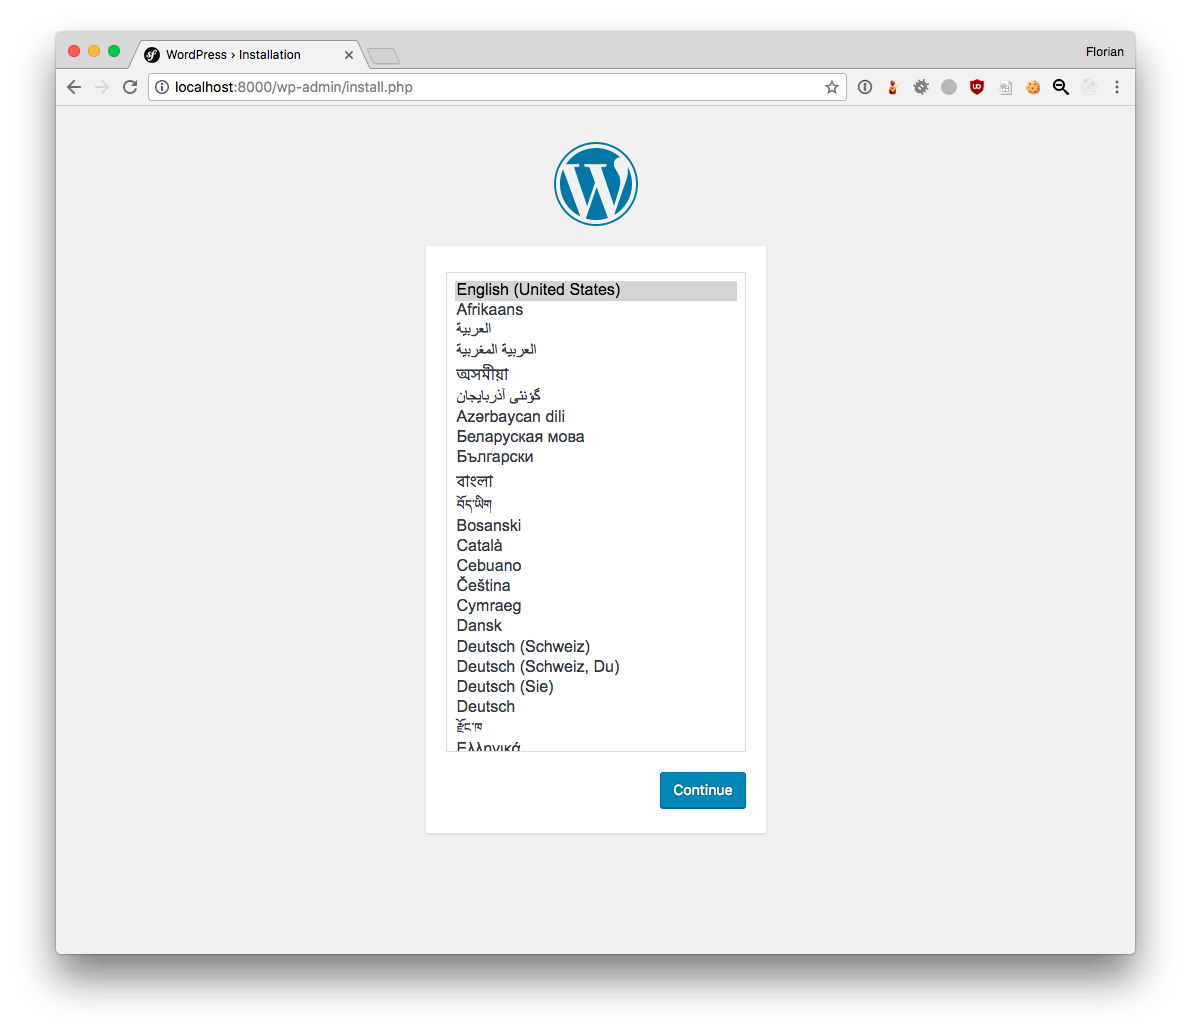 WordPress › Installation
Florian
localhost:8000/wp-admin/install.php
English (United States)
Afrikaans
العربية
العربية المغربية
অসমীয়া
گؤنئی آذربایجان
Azərbaycan dili
Беларуская мова
Български
বাংলা
བོད་ཡིག
Bosanski
Català
Cebuano
Čeština
Cymraeg
Dansk
Deutsch (Schweiz)
Deutsch (Schweiz, Du)
Deutsch (Sie)
Deutsch
རྫོང་ཁ
Ελληνικά
Continue